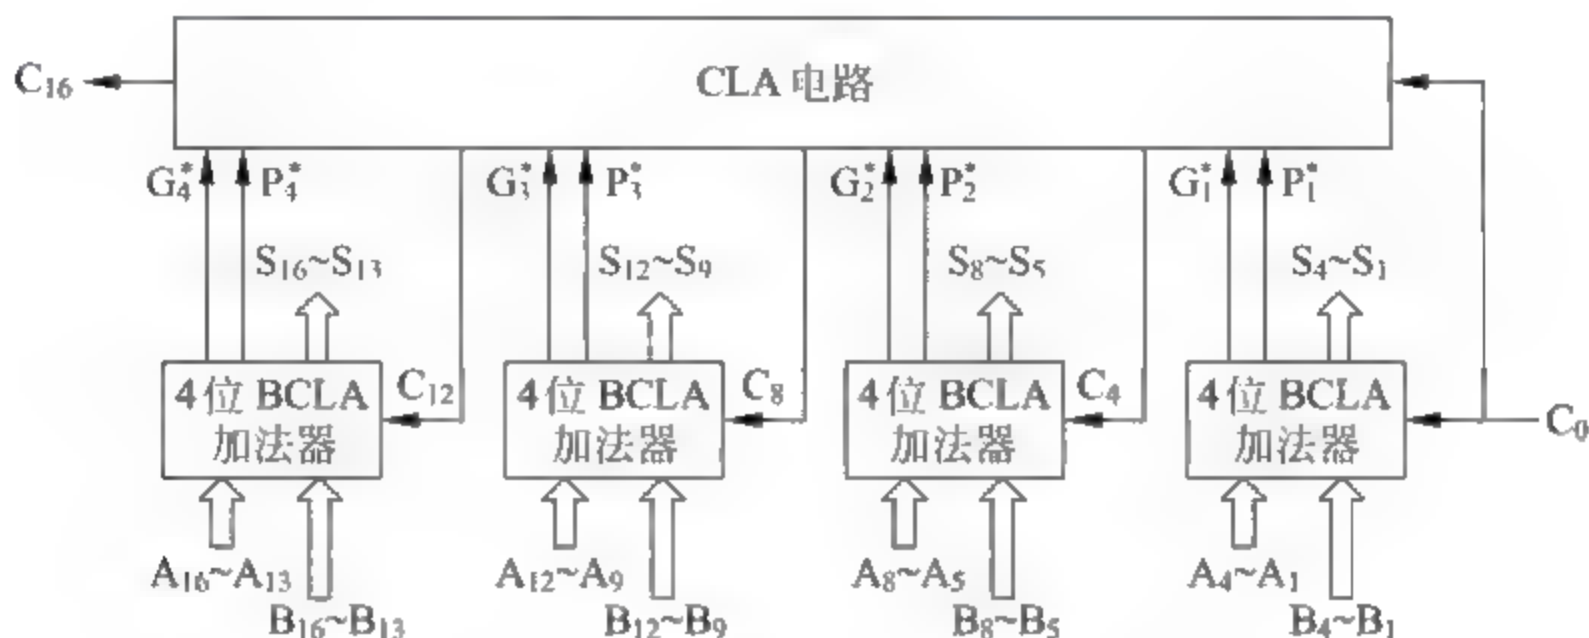 C₁₆
CLA 电路
G₄* P₄* G₃* P₃* G₂* P₂* G₁* P₁*
S₁₆~S₁₃ S₁₂~S₉ S₈~S₅ S₄~S₁
4位 BCLA
加法器
C₁₂
4位 BCLA
加法器
C₈
4位 BCLA
加法器
C₄
4位 BCLA
加法器
C₀
A₁₆~A₁₃ A₁₂~A₉ A₈~A₅ A₄~A₁
B₁₆~B₁₃ B₁₂~B₉ B₈~B₅ B₄~B₁